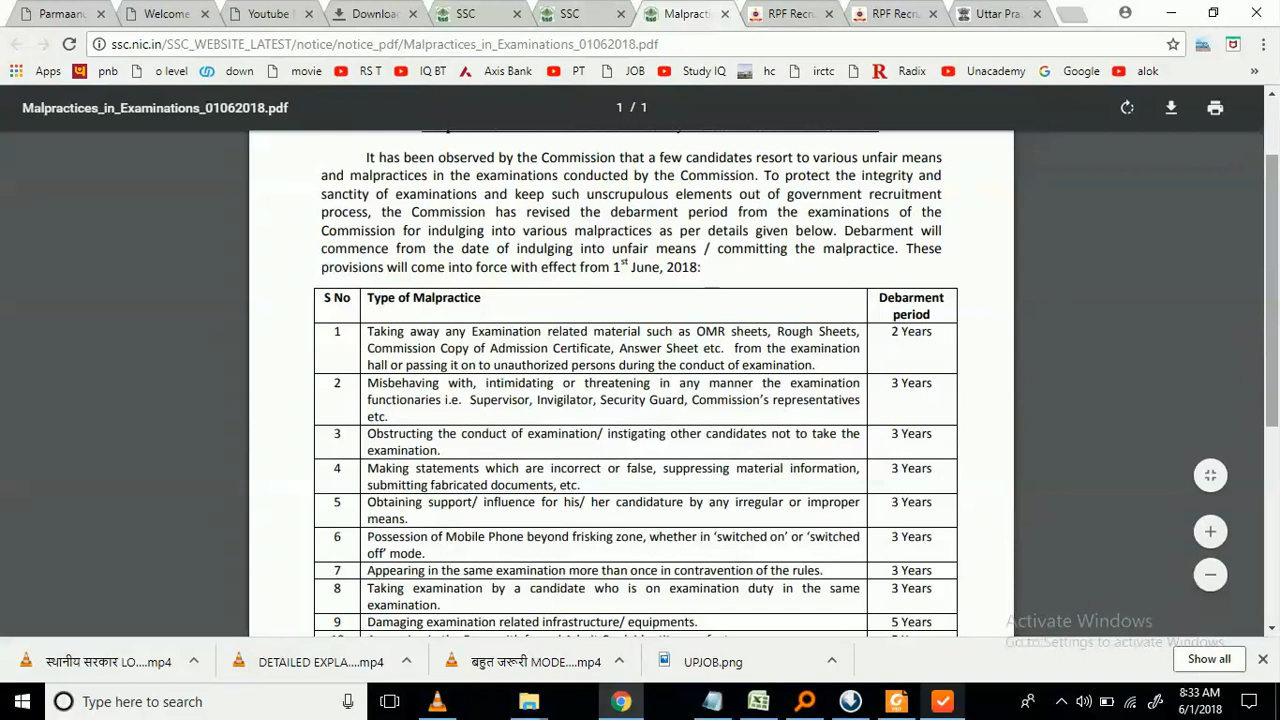 Parmaan
Welcome
Youtube
Downloa
SSC
SSC
Malpracti
RPF Recru
RPF Recru
Uttar Pra
ssc.nic.in/SSC_WEBSITE_LATEST/notice/notice_pdf/Malpractices_in_Examinations_01062018.pdf
Apps pnb o level down movie RS T IQ BT Axis Bank PT JOB Study IQ hc irctc Radix Unacademy Google alok »
Malpractices_in_Examinations_01062018.pdf 1 / 1
It has been observed by the Commission that a few candidates resort to various unfair means
and malpractices in the examinations conducted by the Commission. To protect the integrity and
sanctity of examinations and keep such unscrupulous elements out of government recruitment
process, the Commission has revised the debarment period from the examinations of the
Commission for indulging into various malpractices as per details given below. Debarment will
commence from the date of indulging into unfair means / committing the malpractice. These
provisions will come into force with effect from 1st June, 2018:
S No Type of Malpractice Debarment
period
1 Taking away any Examination related material such as OMR sheets, Rough Sheets, 2 Years
Commission Copy of Admission Certificate, Answer Sheet etc. from the examination
hall or passing it on to unauthorized persons during the conduct of examination.
2 Misbehaving with, intimidating or threatening in any manner the examination 3 Years
functionaries i.e. Supervisor, Invigilator, Security Guard, Commission's representatives
etc.
3 Obstructing the conduct of examination/ instigating other candidates not to take the 3 Years
examination.
4 Making statements which are incorrect or false, suppressing material information, 3 Years
submitting fabricated documents, etc.
5 Obtaining support/ influence for his/ her candidature by any irregular or improper 3 Years
means.
6 Possession of Mobile Phone beyond frisking zone, whether in 'switched on' or 'switched 3 Years
off' mode.
7 Appearing in the same examination more than once in contravention of the rules. 3 Years
8 Taking examination by a candidate who is on examination duty in the same 3 Years
examination.
9 Damaging examination related infrastructure/ equipments. 5 Years
Activate Windows
Go to Settings to activate Windows.
स्थानीय सरकार LO....mp4 DETAILED EXPLA....mp4 बहुत जरूरी MODE....mp4 UPJOB.png Show all
Type here to search
8:33 AM
6/1/2018